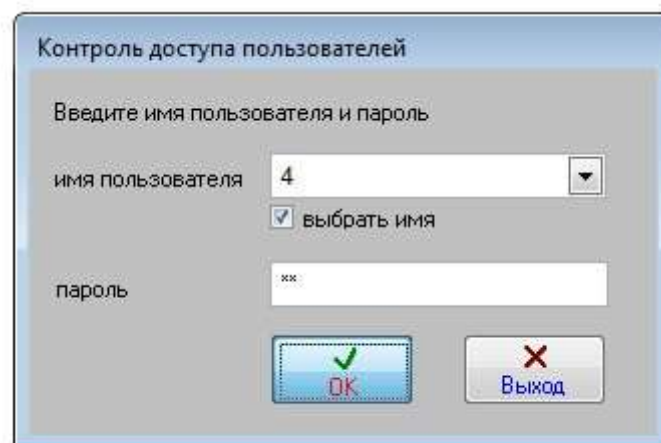 Контроль доступа пользователей
Введите имя пользователя и пароль
имя пользователя 4
выбрать имя
пароль **
OK Выход